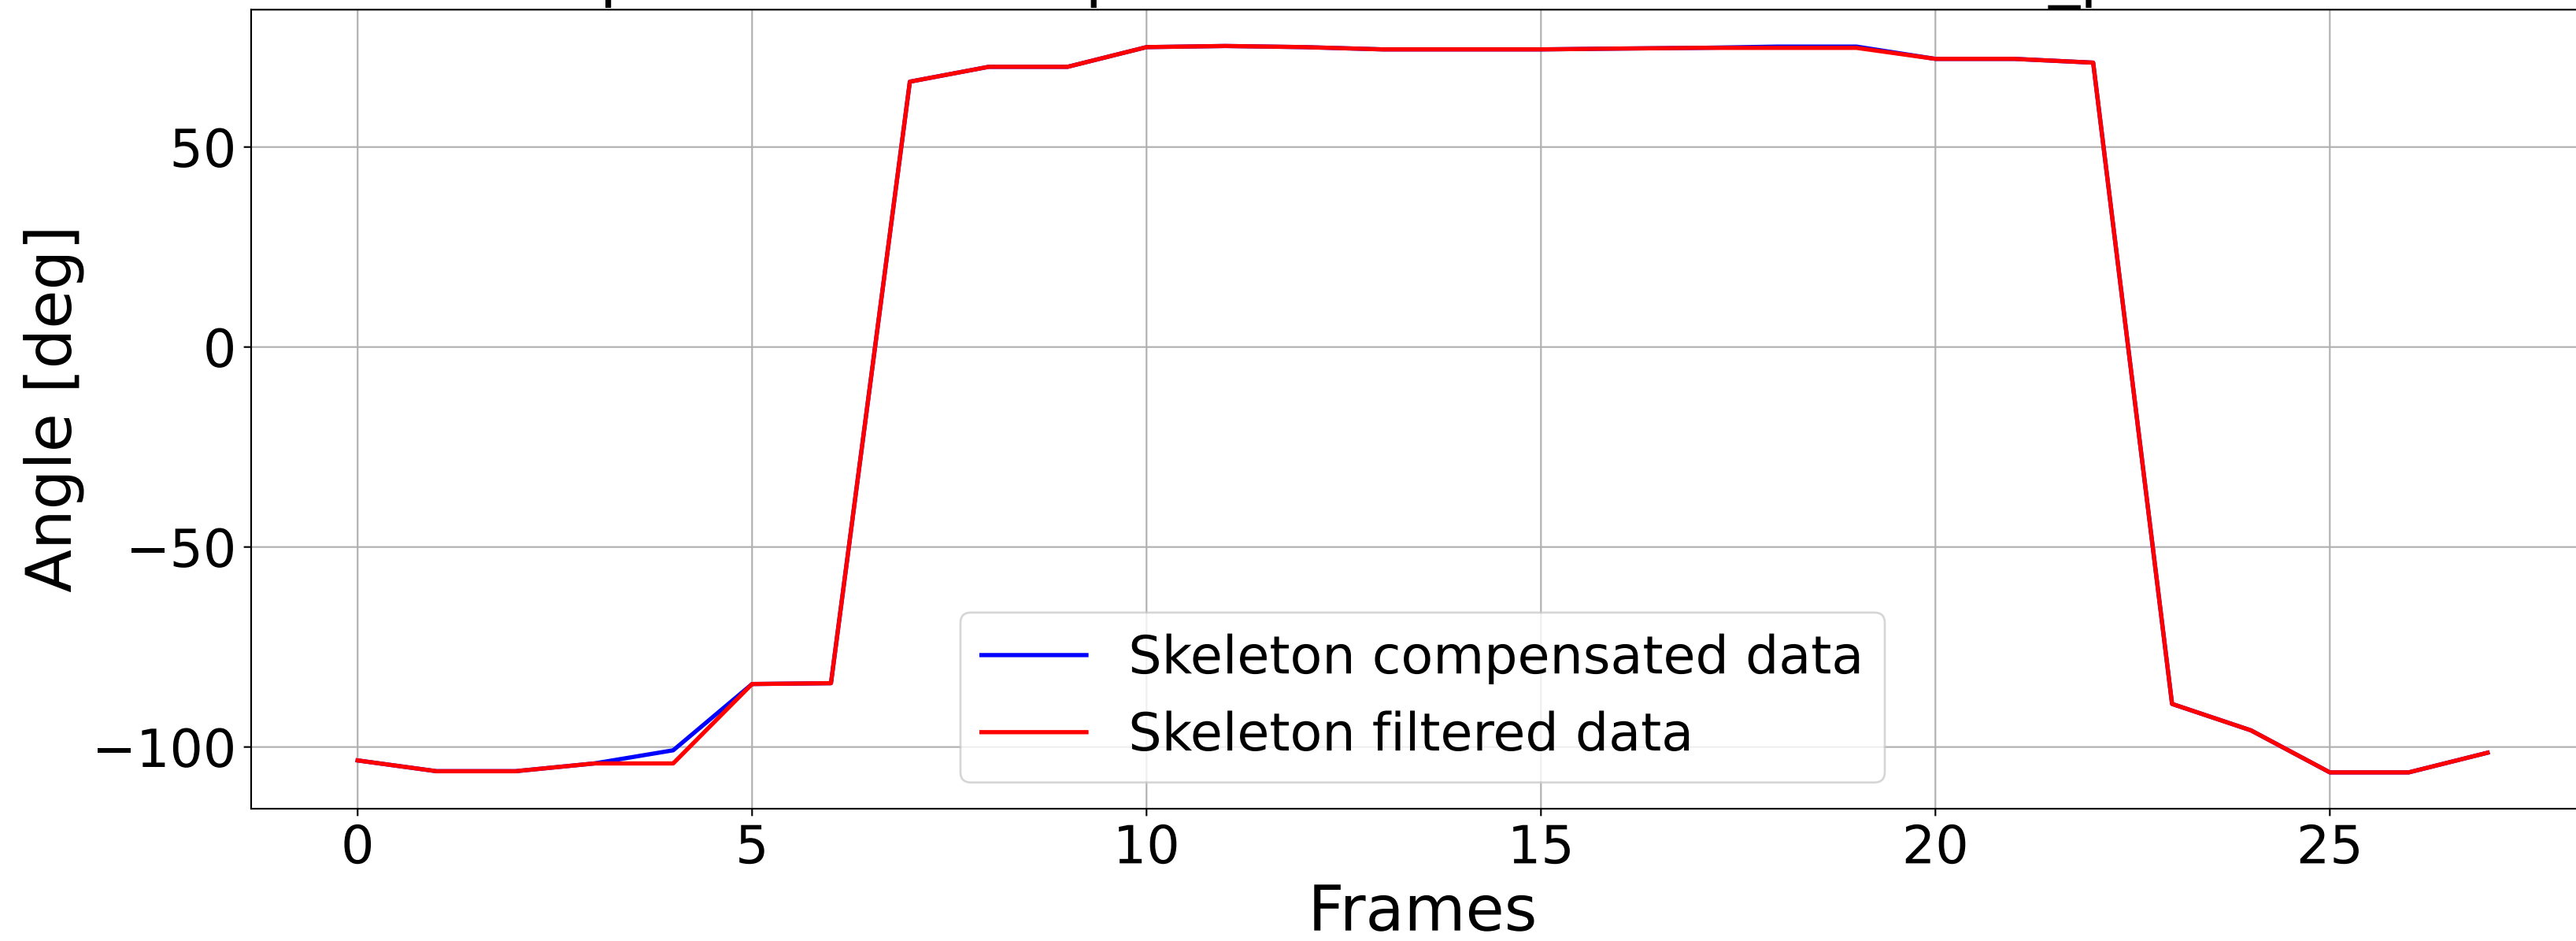 Angle [deg]
50
0
−50
−100
Skeleton compensated data
Skeleton filtered data
0 5 10 15 20 25
Frames